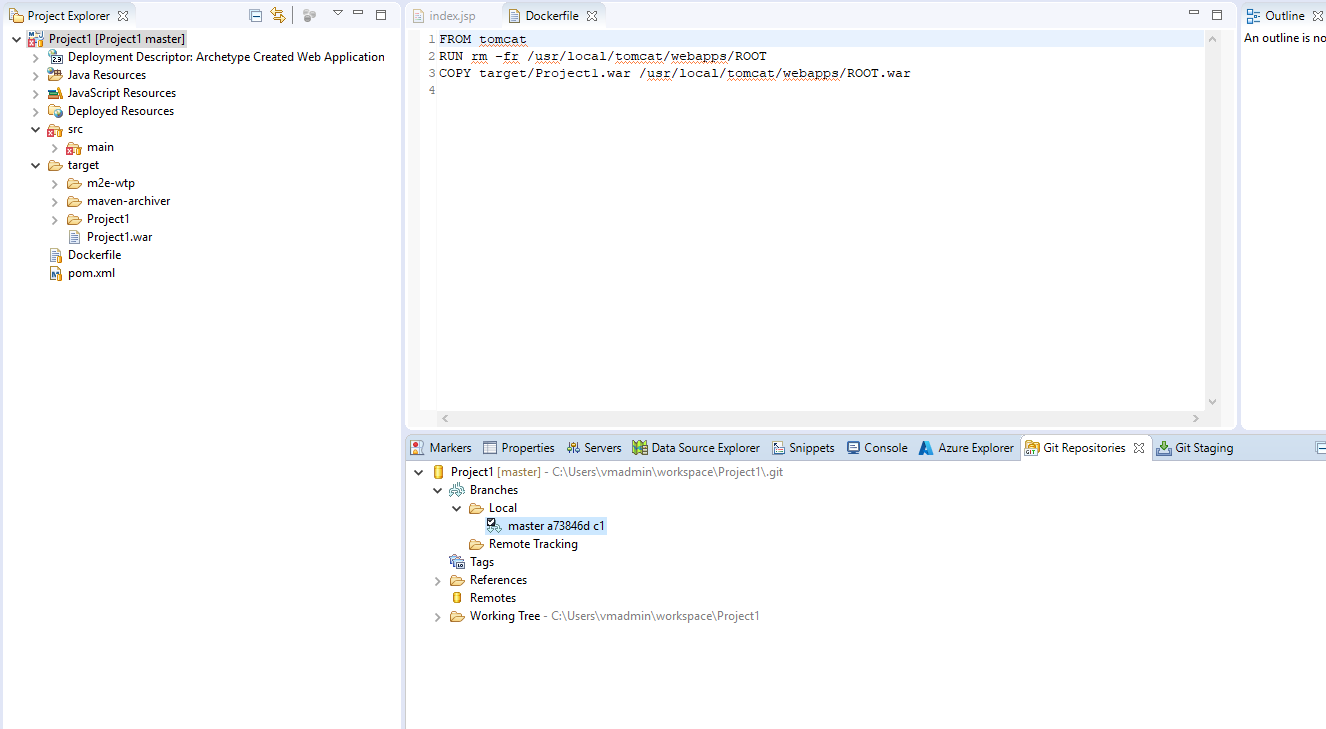 Project Explorer
Project1 [Project1 master]
Deployment Descriptor: Archetype Created Web Application
Java Resources
JavaScript Resources
Deployed Resources
src
main
target
m2e-wtp
maven-archiver
Project1
Project1.war
Dockerfile
pom.xml
index.jsp
Dockerfile
1 FROM tomcat
2 RUN rm -fr /usr/local/tomcat/webapps/ROOT
3 COPY target/Project1.war /usr/local/tomcat/webapps/ROOT.war
4
Outline
An outline is no
Markers Properties Servers Data Source Explorer Snippets Console Azure Explorer Git Repositories Git Staging
Project1 [master] - C:\Users\vmadmin\workspace\Project1\.git
Branches
Local
master a73846d c1
Remote Tracking
Tags
References
Remotes
Working Tree - C:\Users\vmadmin\workspace\Project1